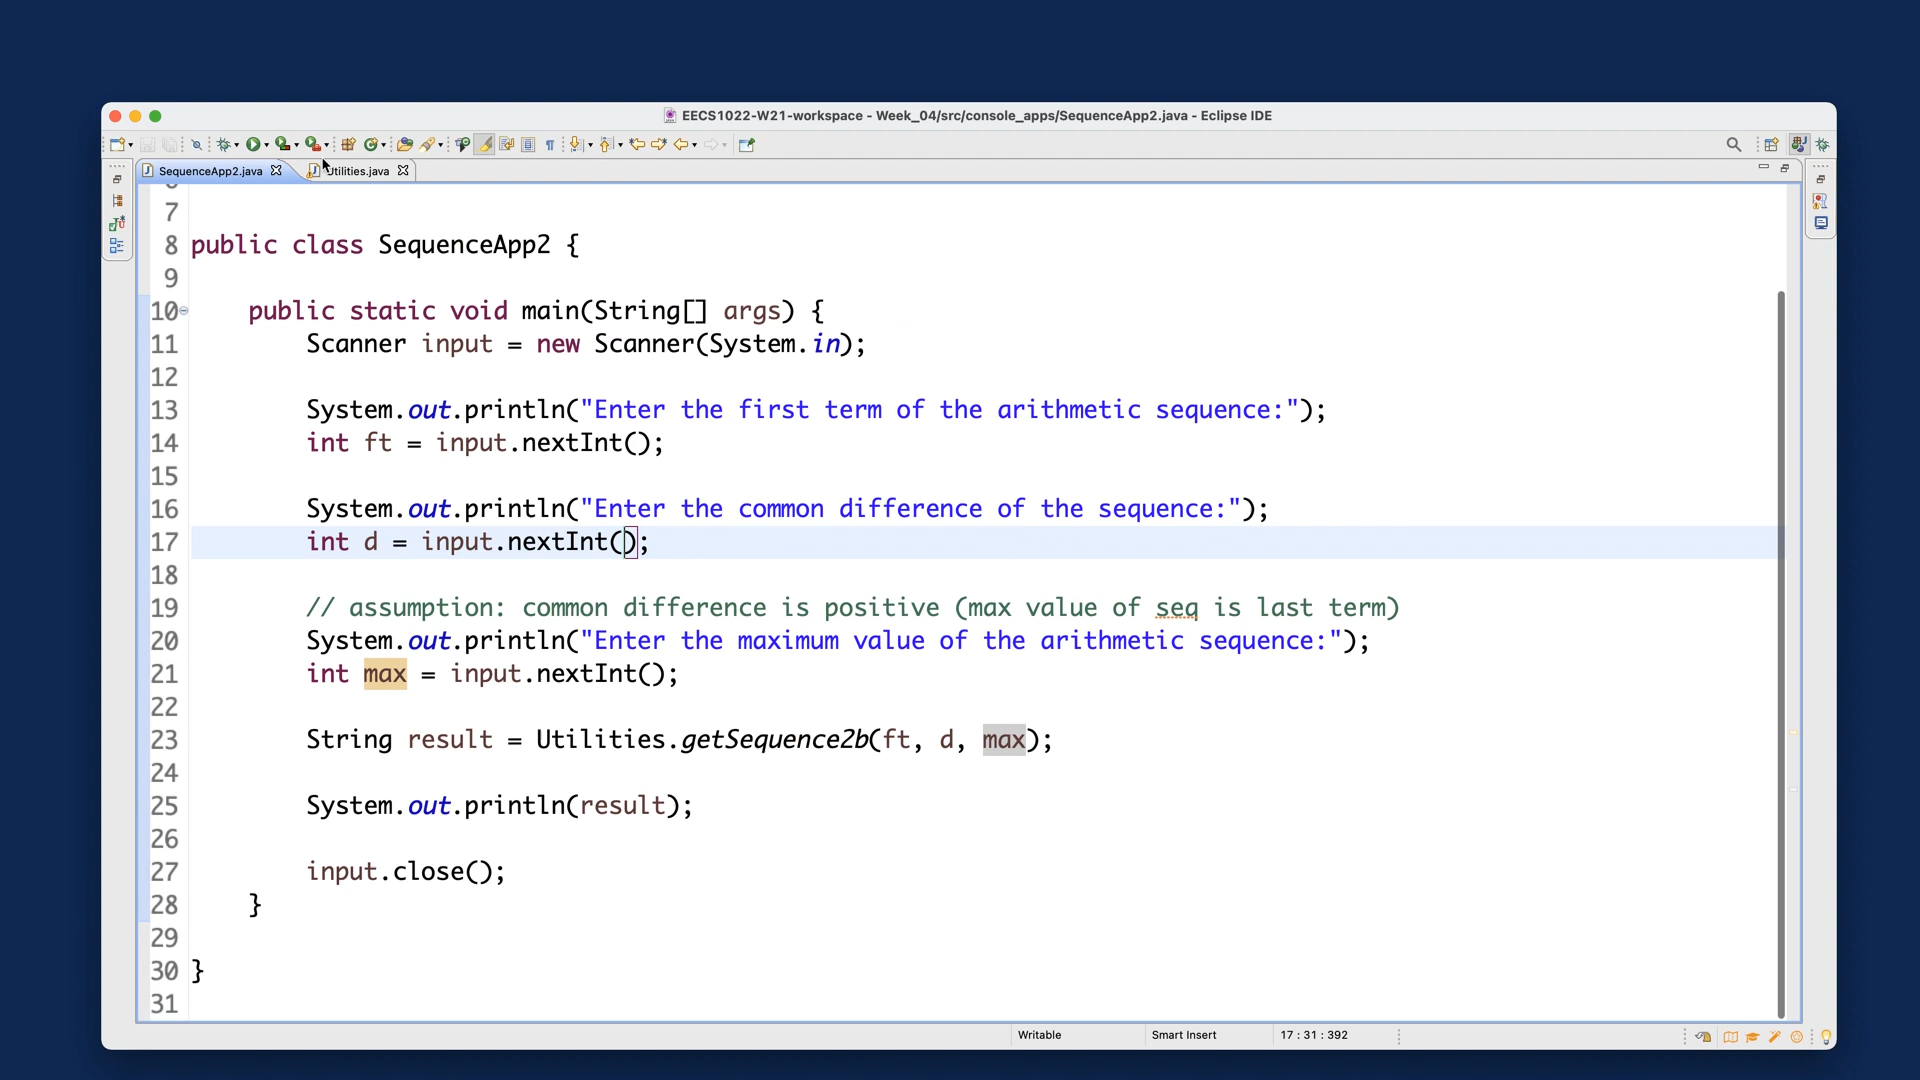 EECS1022-W21-workspace - Week_04/src/console_apps/SequenceApp2.java - Eclipse IDE
SequenceApp2.java
Utilities.java
7
8 public class SequenceApp2 {
9
10 public static void main(String[] args) {
11 Scanner input = new Scanner(System.in);
12
13 System.out.println("Enter the first term of the arithmetic sequence:");
14 int ft = input.nextInt();
15
16 System.out.println("Enter the common difference of the sequence:");
17 int d = input.nextInt();
18
19 // assumption: common difference is positive (max value of seq is last term)
20 System.out.println("Enter the maximum value of the arithmetic sequence:");
21 int max = input.nextInt();
22
23 String result = Utilities.getSequence2b(ft, d, max);
24
25 System.out.println(result);
26
27 input.close();
28 }
29
30 }
31
Writable
Smart Insert
17 : 31 : 392